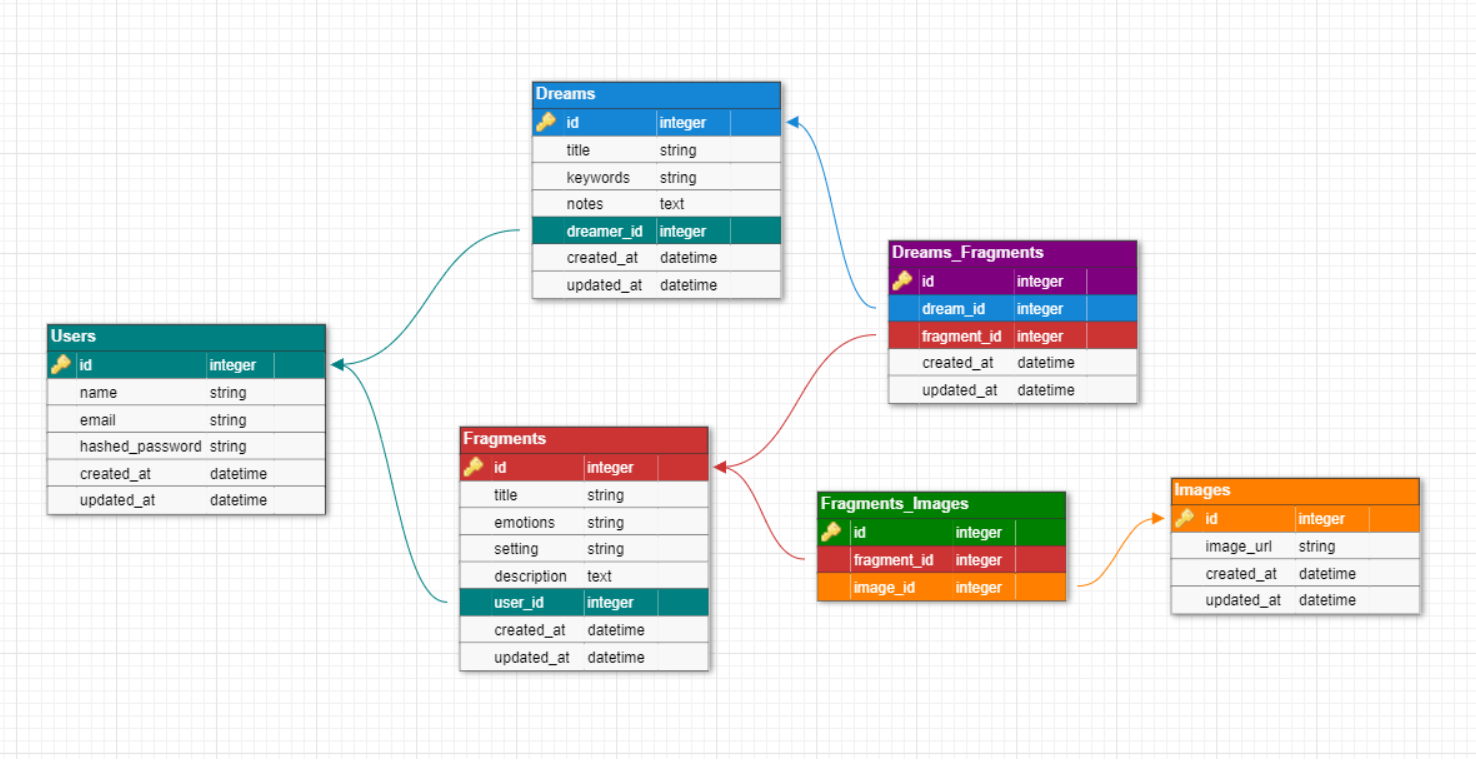 Dreams
id integer
title string
keywords string
notes text
dreamer_id integer
created_at datetime
updated_at datetime
Dreams_Fragments
id integer
dream_id integer
fragment_id integer
created_at datetime
updated_at datetime
Users
id integer
name string
email string
hashed_password string
created_at datetime
updated_at datetime
Fragments
id integer
title string
emotions string
setting string
description text
user_id integer
created_at datetime
updated_at datetime
Fragments_Images
id integer
fragment_id integer
image_id integer
Images
id integer
image_url string
created_at datetime
updated_at datetime